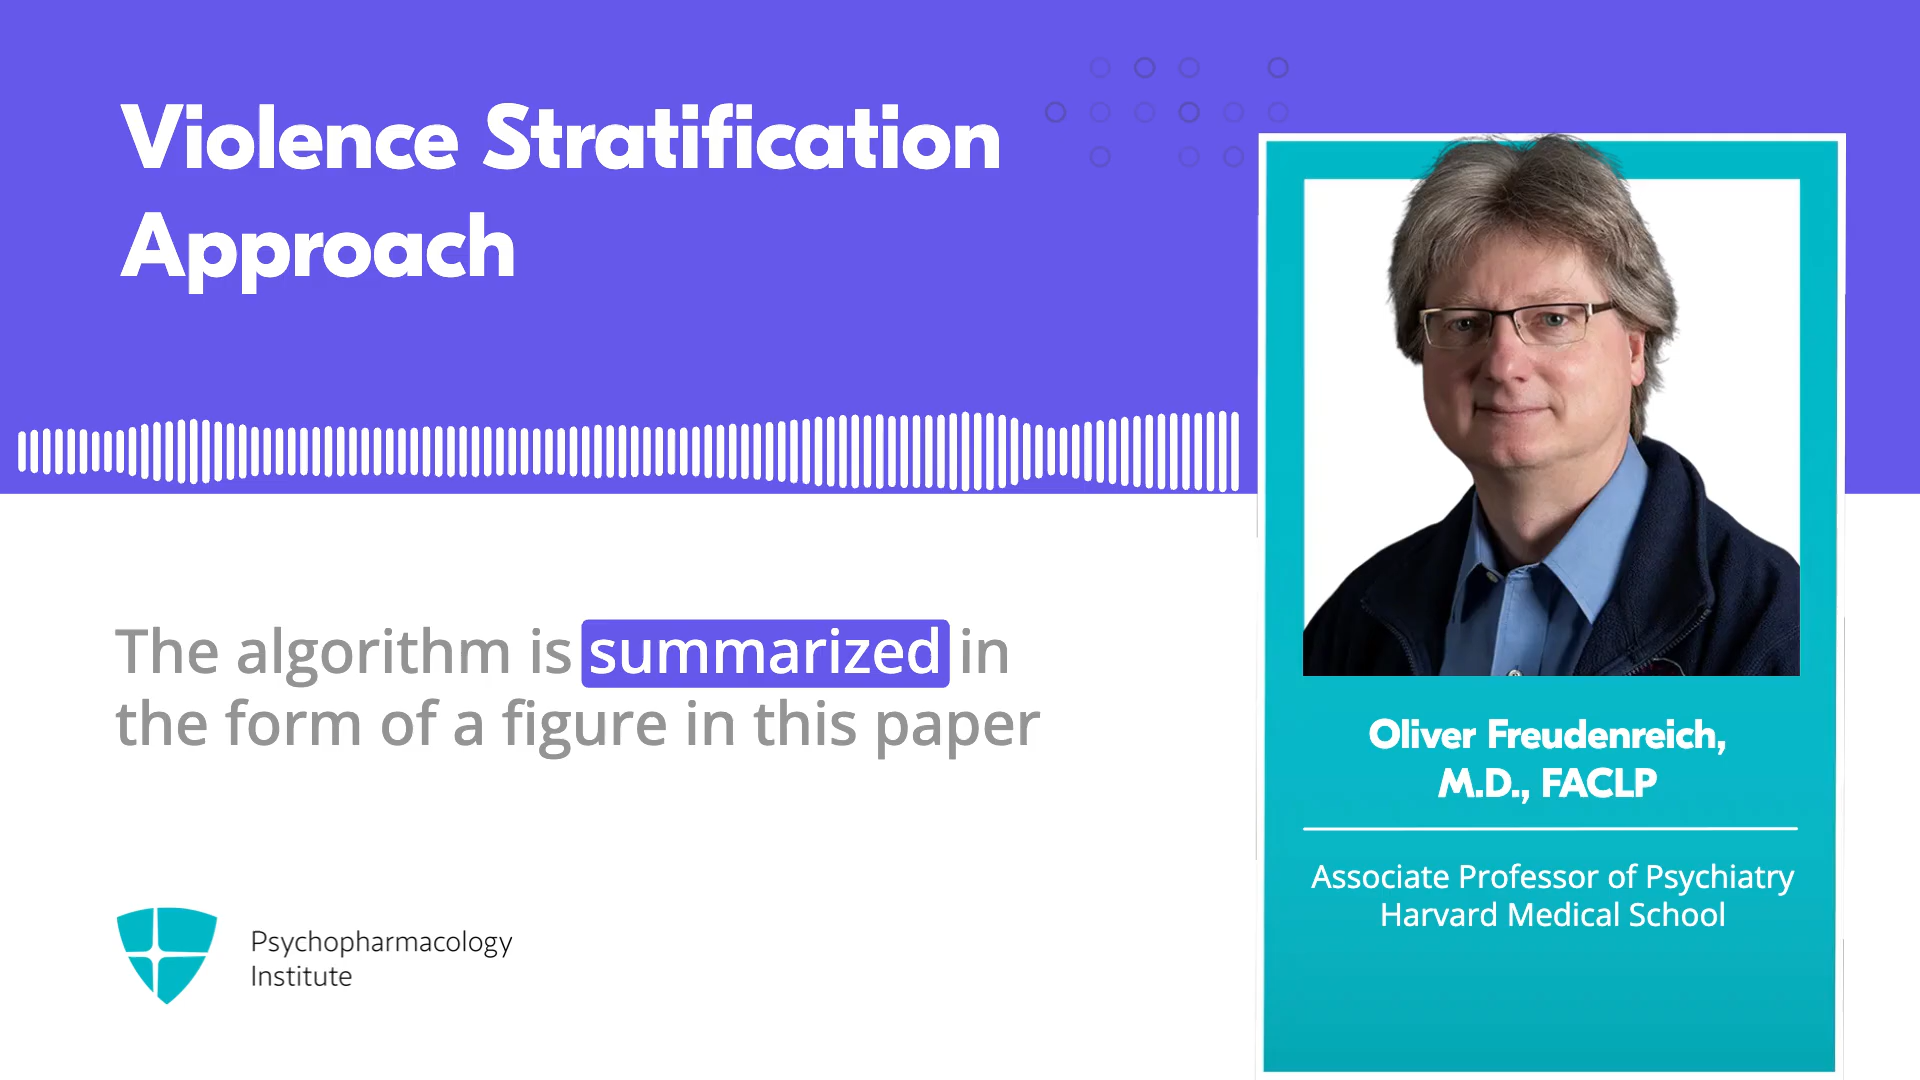 Violence Stratification
Approach
The algorithm is summarized in
the form of a figure in this paper
Psychopharmacology
Institute
Oliver Freudenreich,
M.D., FACLP
Associate Professor of Psychiatry
Harvard Medical School